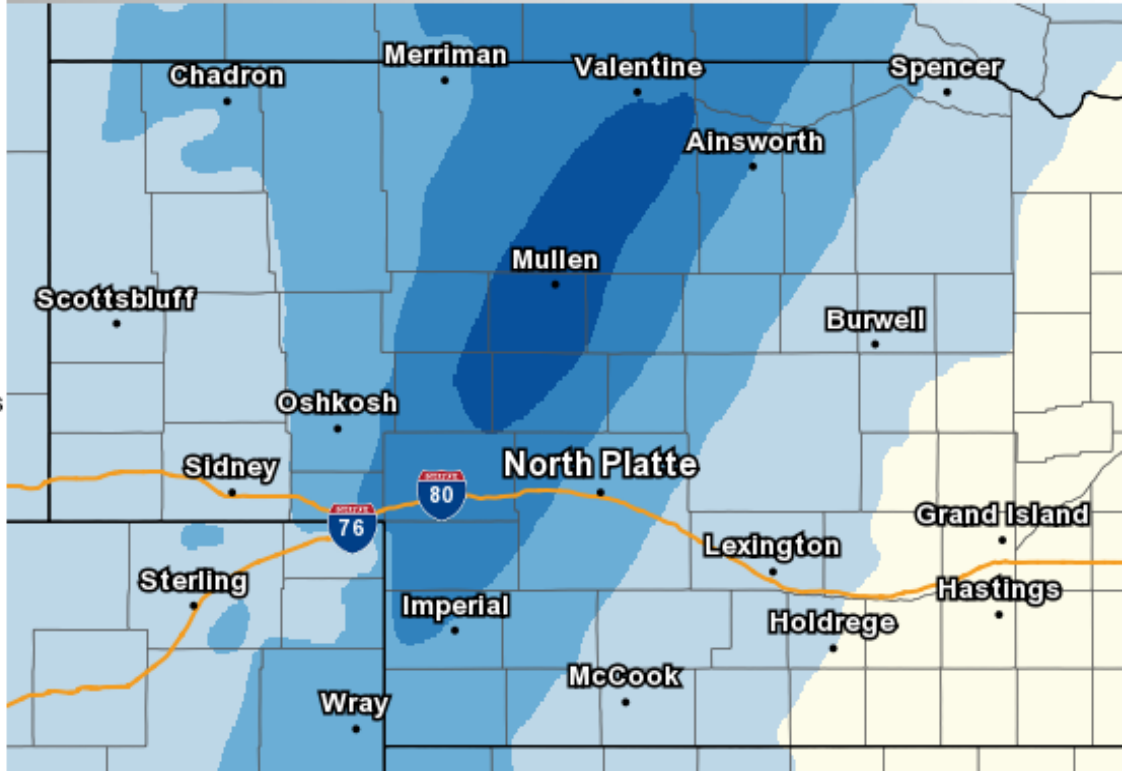 Merriman
Chadron
Valentine
Spencer
Ainsworth
Mullen
Scottsbluff
Burwell
Oshkosh
Sidney
North Platte
80
76
Grand Island
Lexington
Sterling
Hastings
Imperial
Holdrege
McCook
Wray